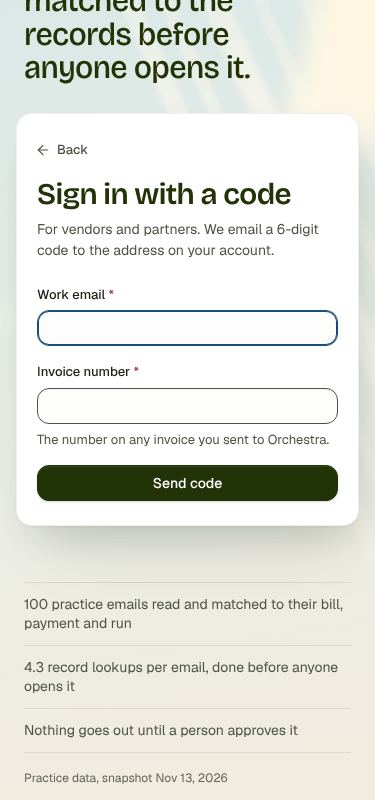 matched to the
records before
anyone opens it.
← Back
Sign in with a code
For vendors and partners. We email a 6-digit
code to the address on your account.
Work email *
Invoice number *
The number on any invoice you sent to Orchestra.
Send code
100 practice emails read and matched to their bill,
payment and run
4.3 record lookups per email, done before anyone
opens it
Nothing goes out until a person approves it
Practice data, snapshot Nov 13, 2026